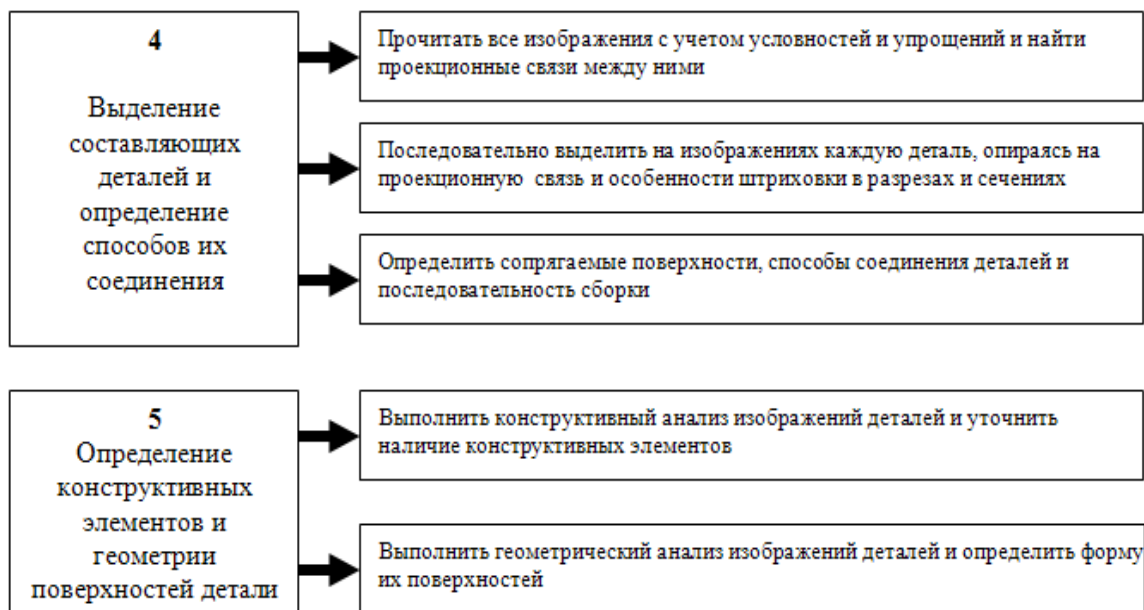 4
Выделение
составляющих
деталей и
определение
способов их
соединения
Прочитать все изображения с учетом условностей и упрощений и найти
проекционные связи между ними
Последовательно выделить на изображениях каждую деталь, опираясь на
проекционную связь и особенности штриховки в разрезах и сечениях
Определить сопрягаемые поверхности, способы соединения деталей и
последовательность сборки
5
Определение
конструктивных
элементов и
геометрии
поверхностей детали
Выполнить конструктивный анализ изображений деталей и уточнить
наличие конструктивных элементов
Выполнить геометрический анализ изображений деталей и определить форму
их поверхностей